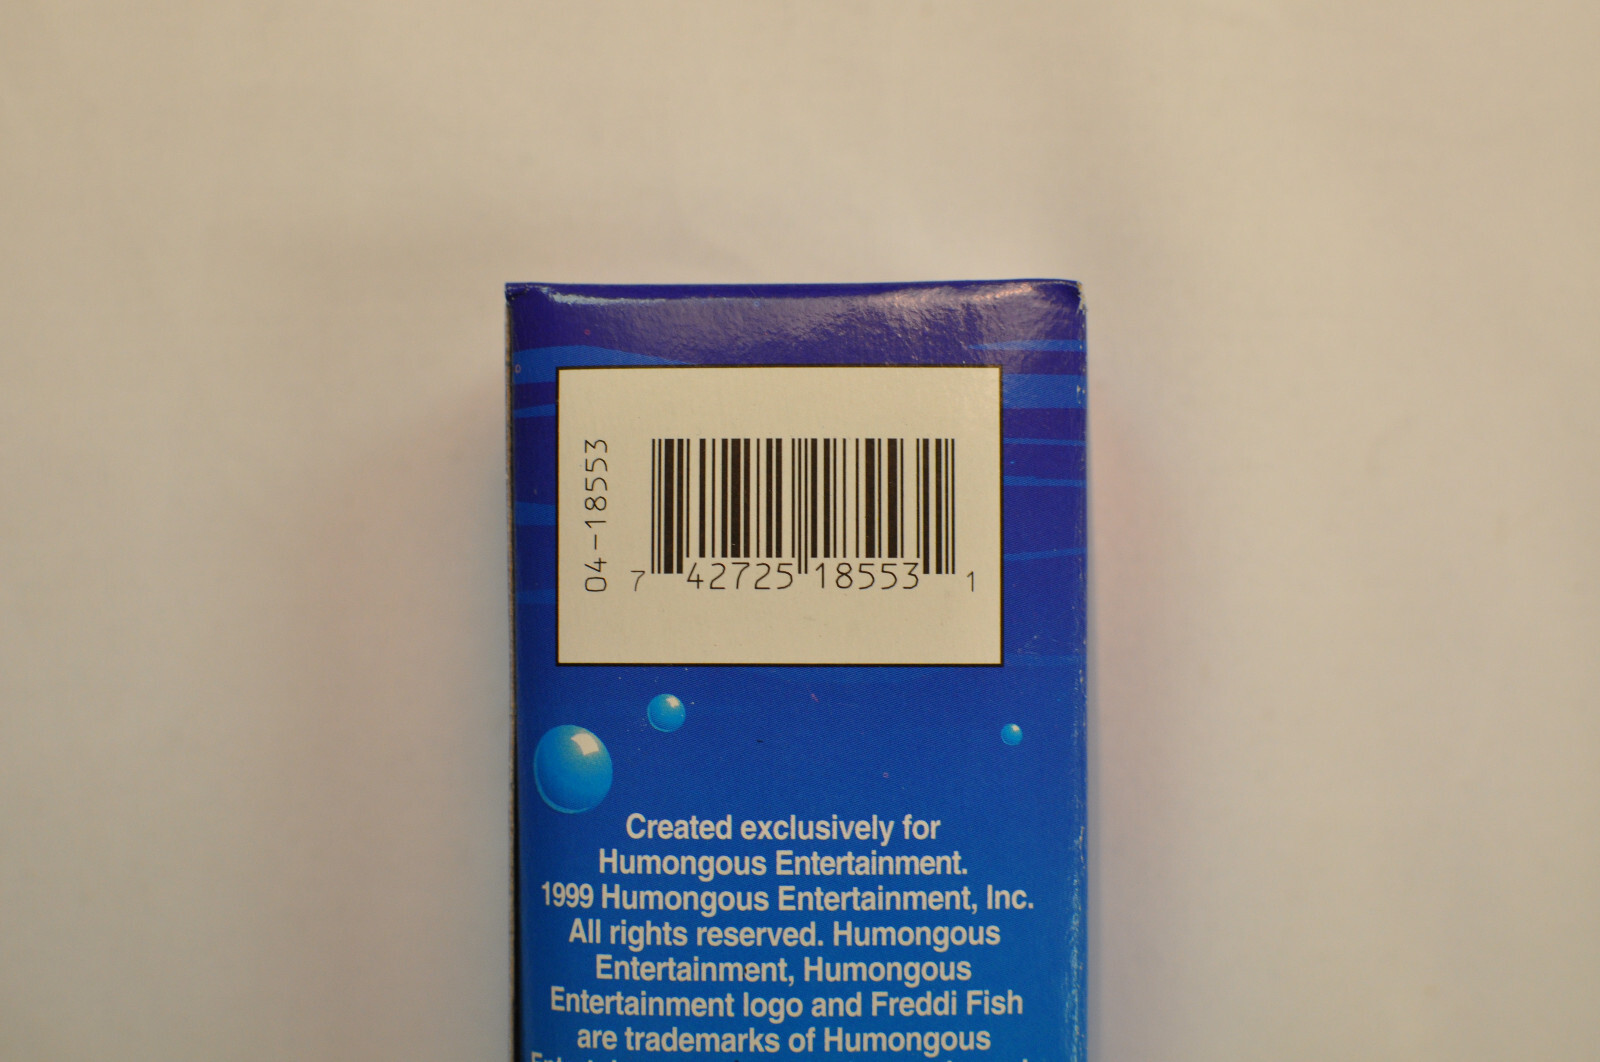 04-18553
7 42725 18553 1
Created exclusively for
Humongous Entertainment.
1999 Humongous Entertainment, Inc.
All rights reserved. Humongous
Entertainment, Humongous
Entertainment logo and Freddi Fish
are trademarks of Humongous